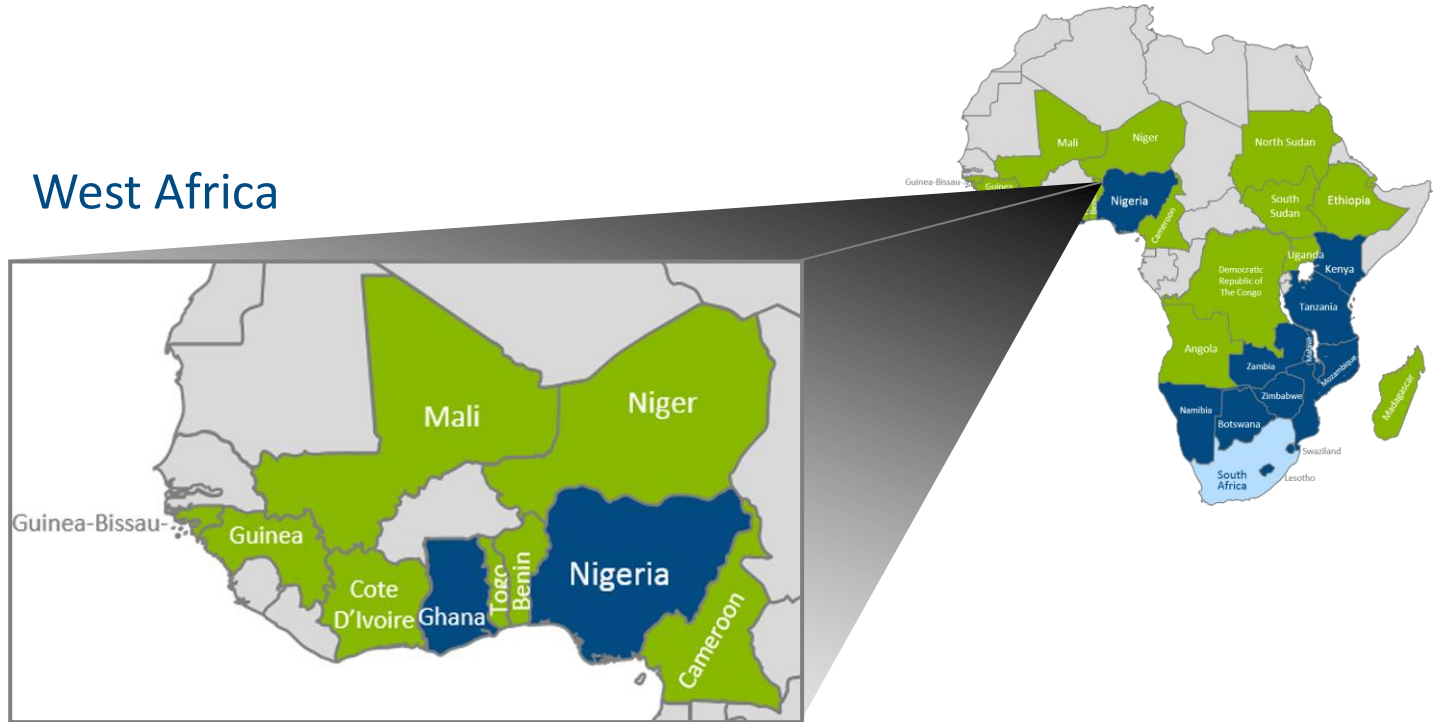 West Africa
Mali
Niger
Guinea-Bissau-
Guinea
Cote
D'Ivoire
Ghana
Togo
Benin
Nigeria
Cameroon
Mali
Niger
North Sudan
Guinea-Bissau-
Guinea
Nigeria
Cameroon
South
Sudan
Ethiopia
Uganda
Kenya
Democratic
Republic of
The Congo
Tanzania
Angola
Zambia
Malawi
Mozambique
Zimbabwe
Namibia
Botswana
Madagascar
Swaziland
South
Africa
Lesotho